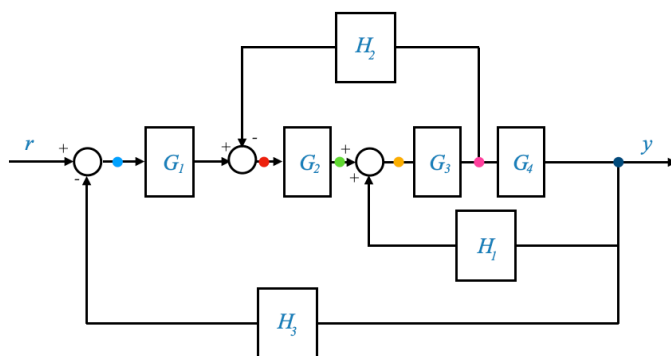 H₂
r + - G₁ + - G₂ + + G₃ G₄ y
H₁
H₃